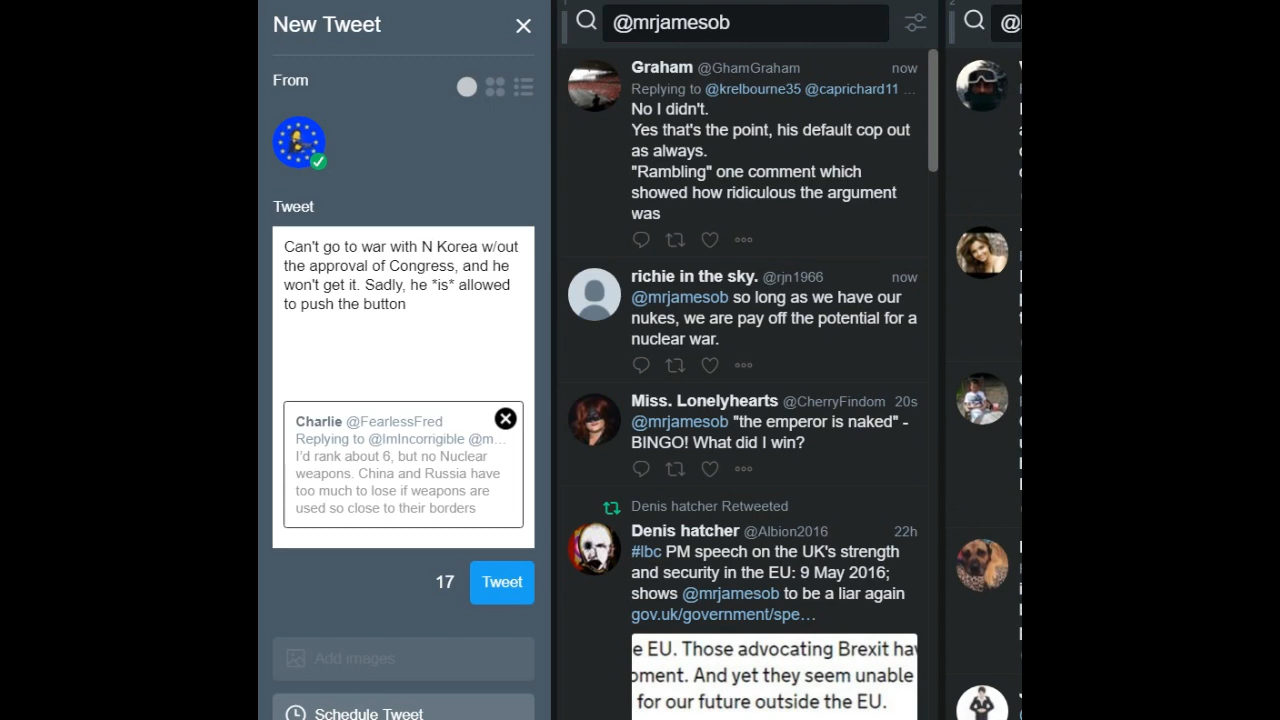 New Tweet
From
Tweet
Can't go to war with N Korea w/out
the approval of Congress, and he
won't get it. Sadly, he *is* allowed
to push the button
Charlie @FearlessFred
Replying to @ImIncorrigible @m...
I'd rank about 6, but no Nuclear
weapons. China and Russia have
too much to lose if weapons are
used so close to their borders
17 Tweet
Add images
Schedule Tweet
1
@mrjamesob
Graham @GhamGraham now
Replying to @krelbourne35 @caprichard11 ...
No I didn't.
Yes that's the point, his default cop out
as always.
"Rambling" one comment which
showed how ridiculous the argument
was
richie in the sky. @rjn1966 now
@mrjamesob so long as we have our
nukes, we are pay off the potential for a
nuclear war.
Miss. Lonelyhearts @CherryFindom 20s
@mrjamesob "the emperor is naked" -
BINGO! What did I win?
Denis hatcher Retweeted
Denis hatcher @Albion2016 22h
#lbc PM speech on the UK's strength
and security in the EU: 9 May 2016;
shows @mrjamesob to be a liar again
gov.uk/government/spe...
e EU. Those advocating Brexit hav
oment. And yet they seem unable
for our future outside the EU.
2
@